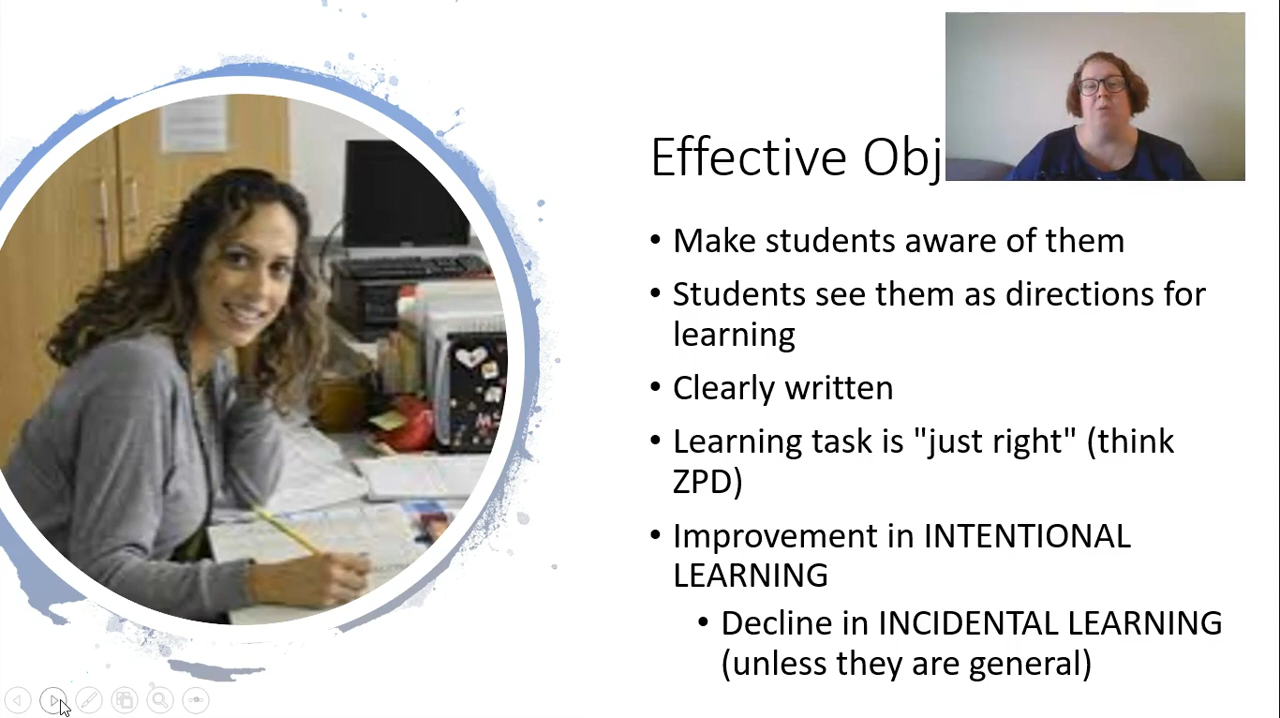 Effective Obj
• Make students aware of them
• Students see them as directions for
learning
• Clearly written
• Learning task is "just right" (think
ZPD)
• Improvement in INTENTIONAL
LEARNING
• Decline in INCIDENTAL LEARNING
(unless they are general)